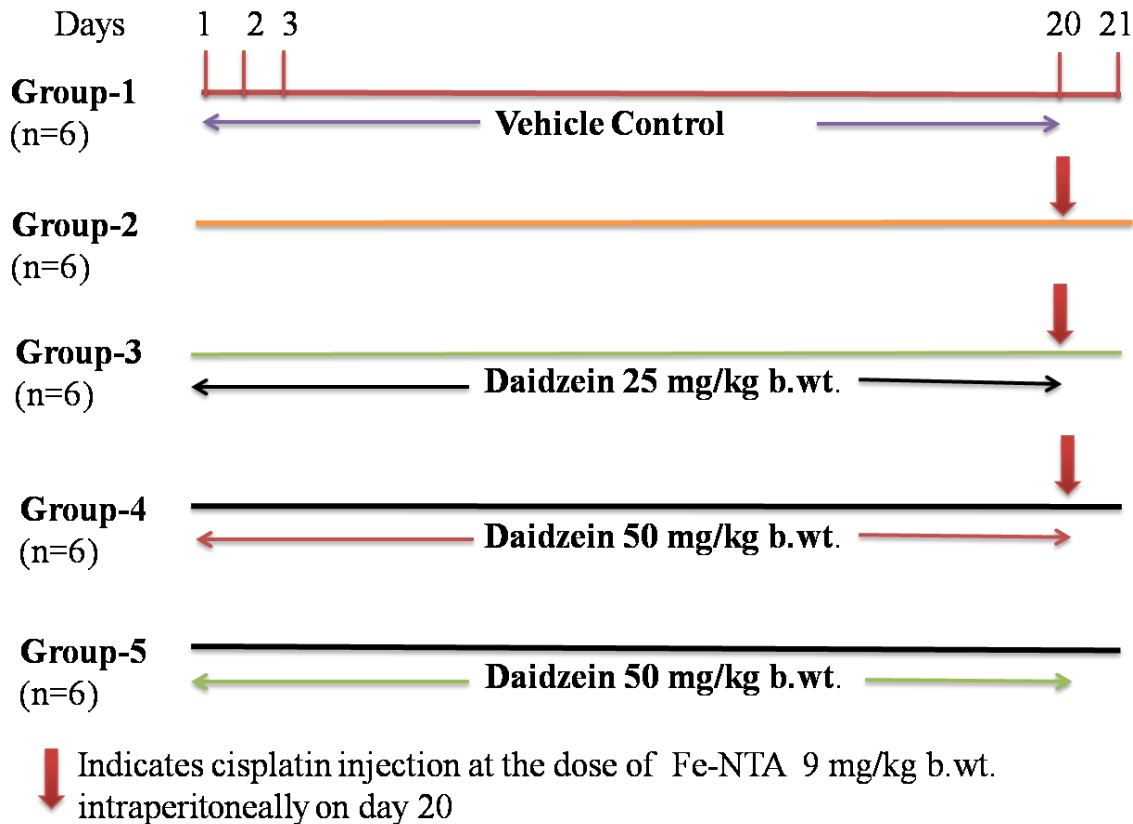 Days 1 2 3 20 21
Group-1
(n=6)
Vehicle Control
Group-2
(n=6)
Group-3
(n=6)
Daidzein 25 mg/kg b.wt.
Group-4
(n=6)
Daidzein 50 mg/kg b.wt.
Group-5
(n=6)
Daidzein 50 mg/kg b.wt.
Indicates cisplatin injection at the dose of Fe-NTA 9 mg/kg b.wt.
intraperitoneally on day 20